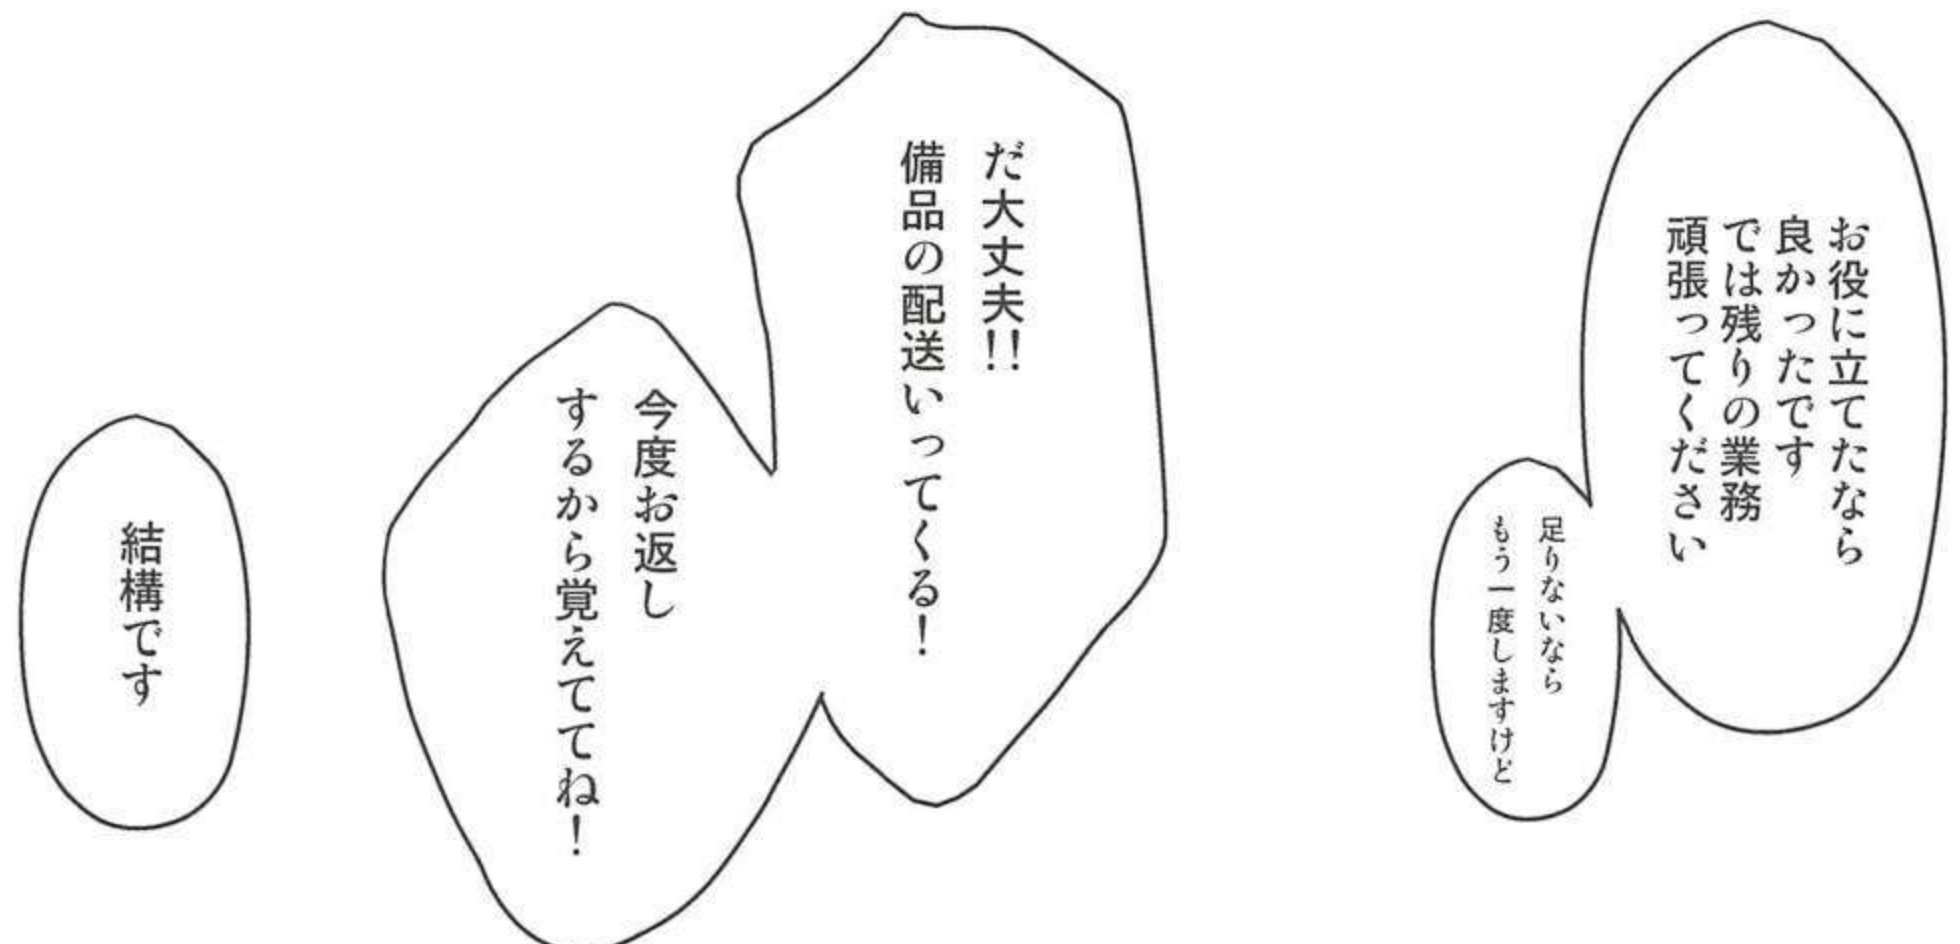 お役に立てたなら
良かったです
では残りの業務
頑張ってください
足りないなら
もう一度しますけど
だ大丈夫!!
備品の配送いってくる!
今度お返し
するから覚えててね!
結構です